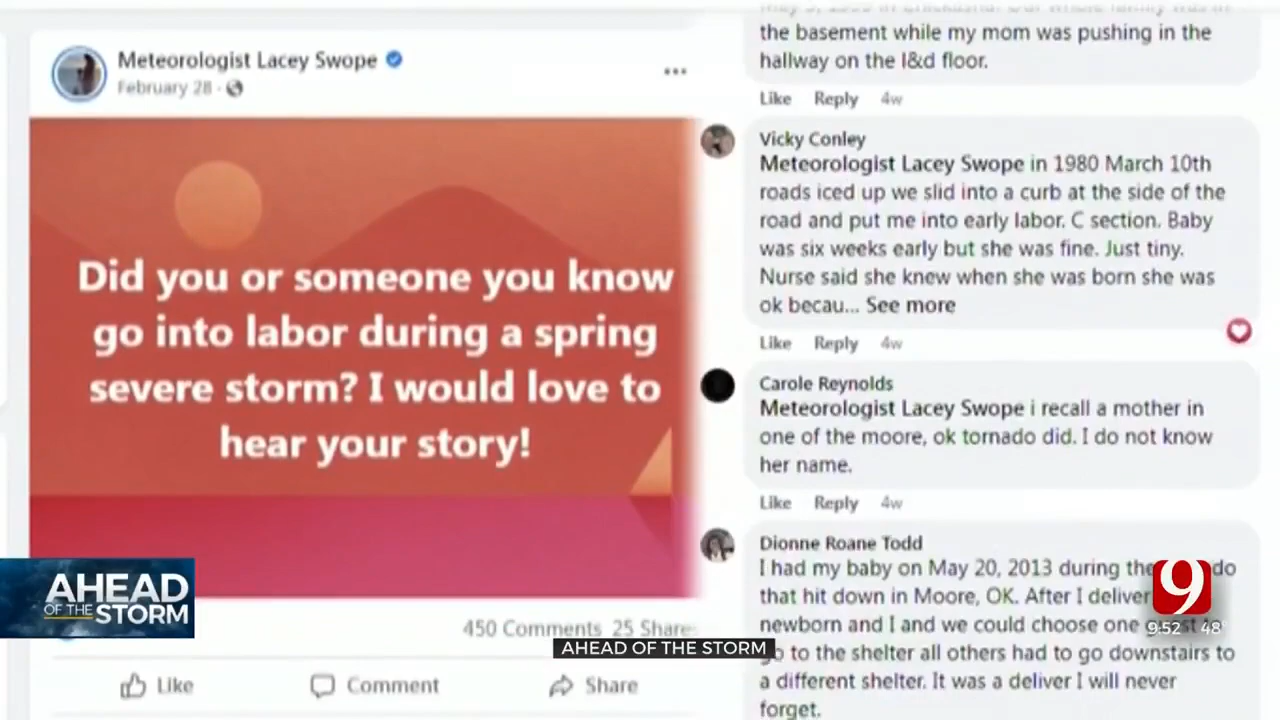 Meteorologist Lacey Swope
February 28 ·
Did you or someone you know
go into labor during a spring
severe storm? I would love to
hear your story!
450 Comments 25 Share
Like Comment Share
the basement while my mom was pushing in the
hallway on the l&d floor.
Like Reply 4w
Vicky Conley
Meteorologist Lacey Swope in 1980 March 10th
roads iced up we slid into a curb at the side of the
road and put me into early labor. C section. Baby
was six weeks early but she was fine. Just tiny.
Nurse said she knew when she was born she was
ok becau... See more
Like Reply 4w
Carole Reynolds
Meteorologist Lacey Swope i recall a mother in
one of the moore, ok tornado did. I do not know
her name.
Like Reply 4w
Dionne Roane Todd
I had my baby on May 20, 2013 during the do
that hit down in Moore, OK. After I deliver
newborn and I and we could choose one
go to the shelter all others had to go downstairs to
a different shelter. It was a deliver I will never
forget.
AHEAD
OF THE
STORM
AHEAD OF THE STORM
9
9:52 48°